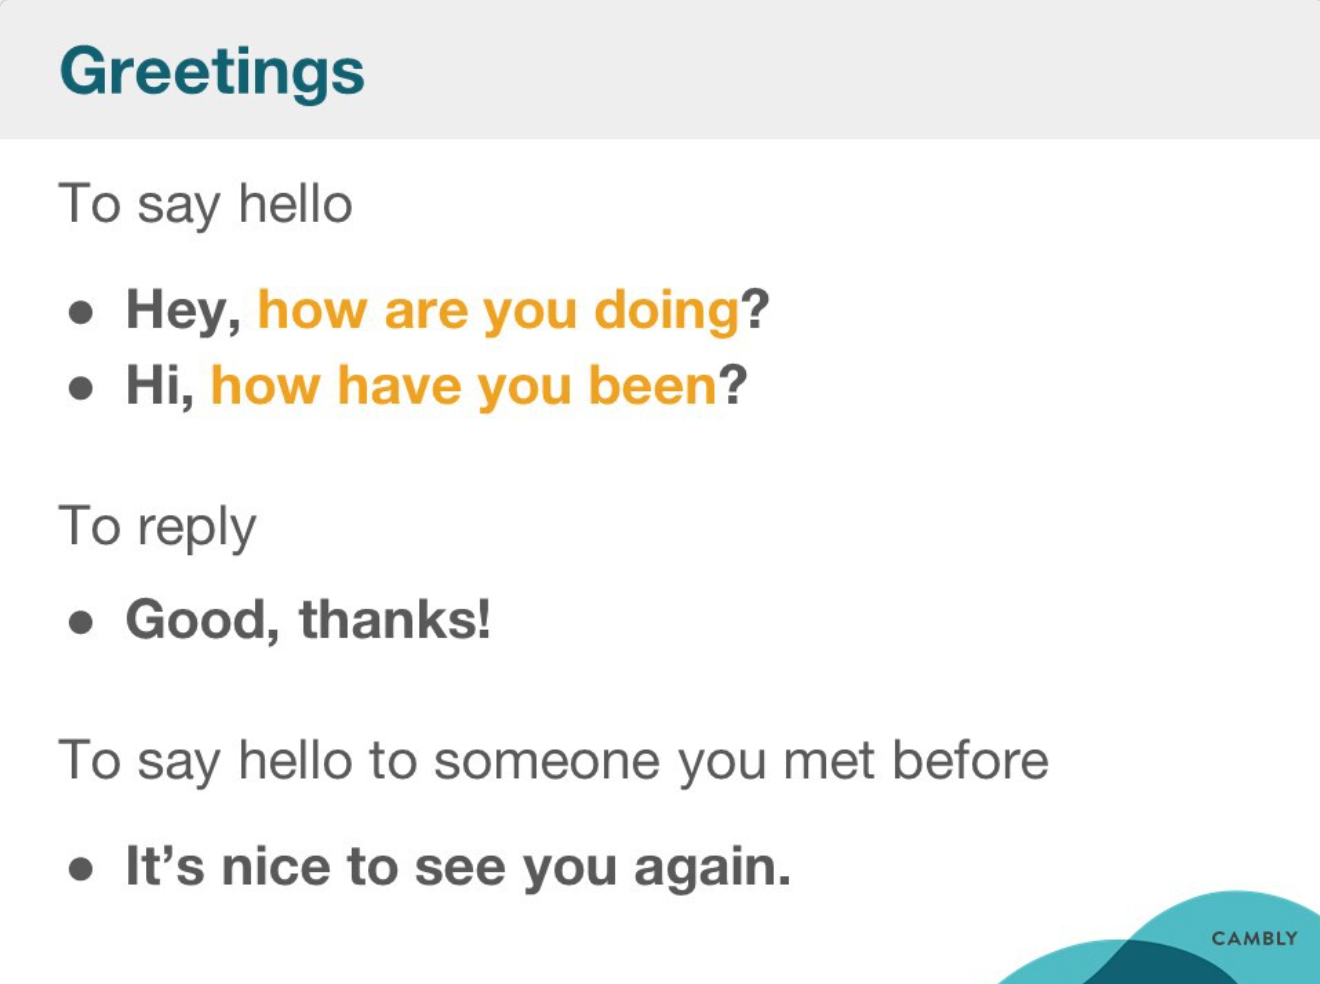 Greetings
To say hello
● Hey, how are you doing?
● Hi, how have you been?
To reply
● Good, thanks!
To say hello to someone you met before
● It’s nice to see you again.
CAMBLY